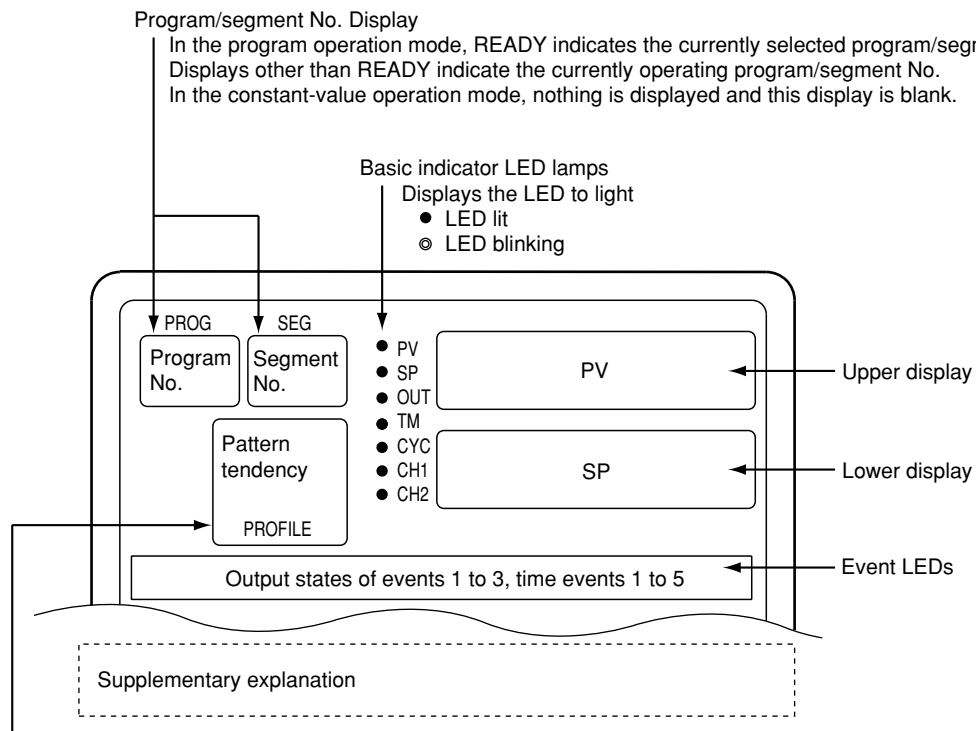 Program/segment No. Display
In the program operation mode, READY indicates the currently selected
Displays other than READY indicate the currently operating program/segment No.
In the constant-value operation mode, nothing is displayed and this display is blank.
Basic indicator LED lamps
Displays the LED to light
● LED lit
◎ LED blinking
PROG
SEG
Program
No.
Segment
No.
PV
SP
OUT
TM
CYC
CH1
CH2
PV
Upper display
Pattern
tendency
PROFILE
SP
Lower display
Output states of events 1 to 3, time events 1 to 5
Event LEDs
Supplementary explanation